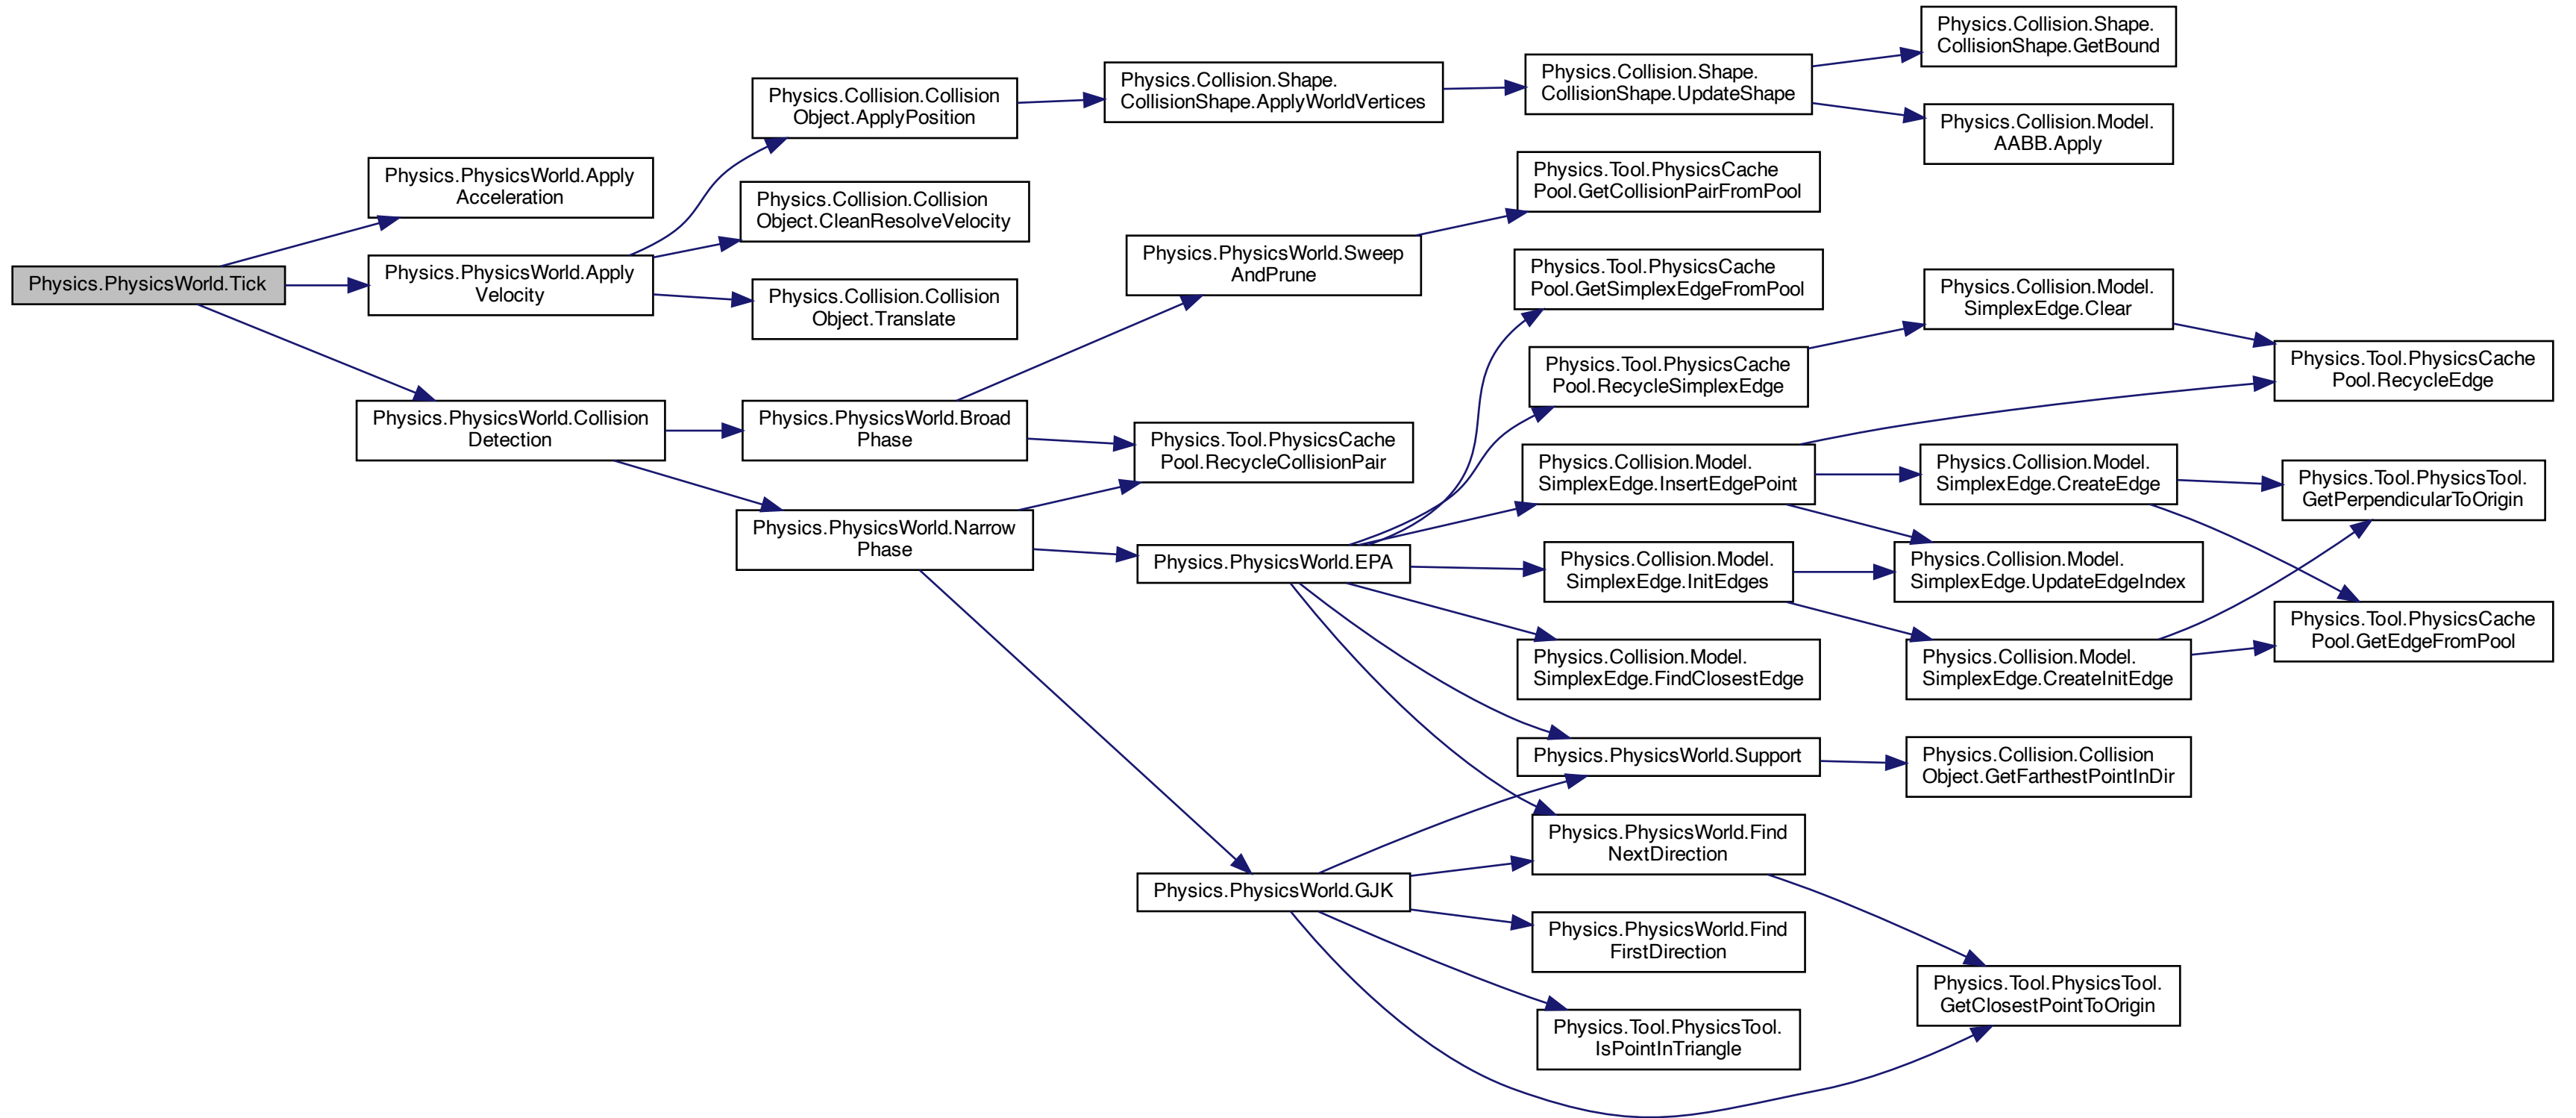 Physics.PhysicsWorld.Tick
Physics.PhysicsWorld.Apply
Acceleration
Physics.PhysicsWorld.Apply
Velocity
Physics.PhysicsWorld.Collision
Detection
Physics.Collision.Collision
Object.ApplyPosition
Physics.Collision.Collision
Object.CleanResolveVelocity
Physics.Collision.Collision
Object.Translate
Physics.PhysicsWorld.Broad
Phase
Physics.PhysicsWorld.Narrow
Phase
Physics.Collision.Shape.
CollisionShape.ApplyWorldVertices
Physics.PhysicsWorld.Sweep
AndPrune
Physics.Tool.PhysicsCache
Pool.RecycleCollisionPair
Physics.PhysicsWorld.EPA
Physics.PhysicsWorld.GJK
Physics.Collision.Shape.
CollisionShape.UpdateShape
Physics.Tool.PhysicsCache
Pool.GetCollisionPairFromPool
Physics.Tool.PhysicsCache
Pool.GetSimplexEdgeFromPool
Physics.Tool.PhysicsCache
Pool.RecycleSimplexEdge
Physics.Collision.Model.
SimplexEdge.InsertEdgePoint
Physics.Collision.Model.
SimplexEdge.InitEdges
Physics.Collision.Model.
SimplexEdge.FindClosestEdge
Physics.PhysicsWorld.Support
Physics.PhysicsWorld.Find
NextDirection
Physics.PhysicsWorld.Find
FirstDirection
Physics.Tool.PhysicsTool.
IsPointInTriangle
Physics.Collision.Shape.
CollisionShape.GetBound
Physics.Collision.Model.
AABB.Apply
Physics.Collision.Model.
SimplexEdge.Clear
Physics.Collision.Model.
SimplexEdge.CreateEdge
Physics.Collision.Model.
SimplexEdge.UpdateEdgeIndex
Physics.Collision.Model.
SimplexEdge.CreateInitEdge
Physics.Collision.Collision
Object.GetFarthestPointInDir
Physics.Tool.PhysicsTool.
GetClosestPointToOrigin
Physics.Tool.PhysicsCache
Pool.RecycleEdge
Physics.Tool.PhysicsTool.
GetPerpendicularToOrigin
Physics.Tool.PhysicsCache
Pool.GetEdgeFromPool